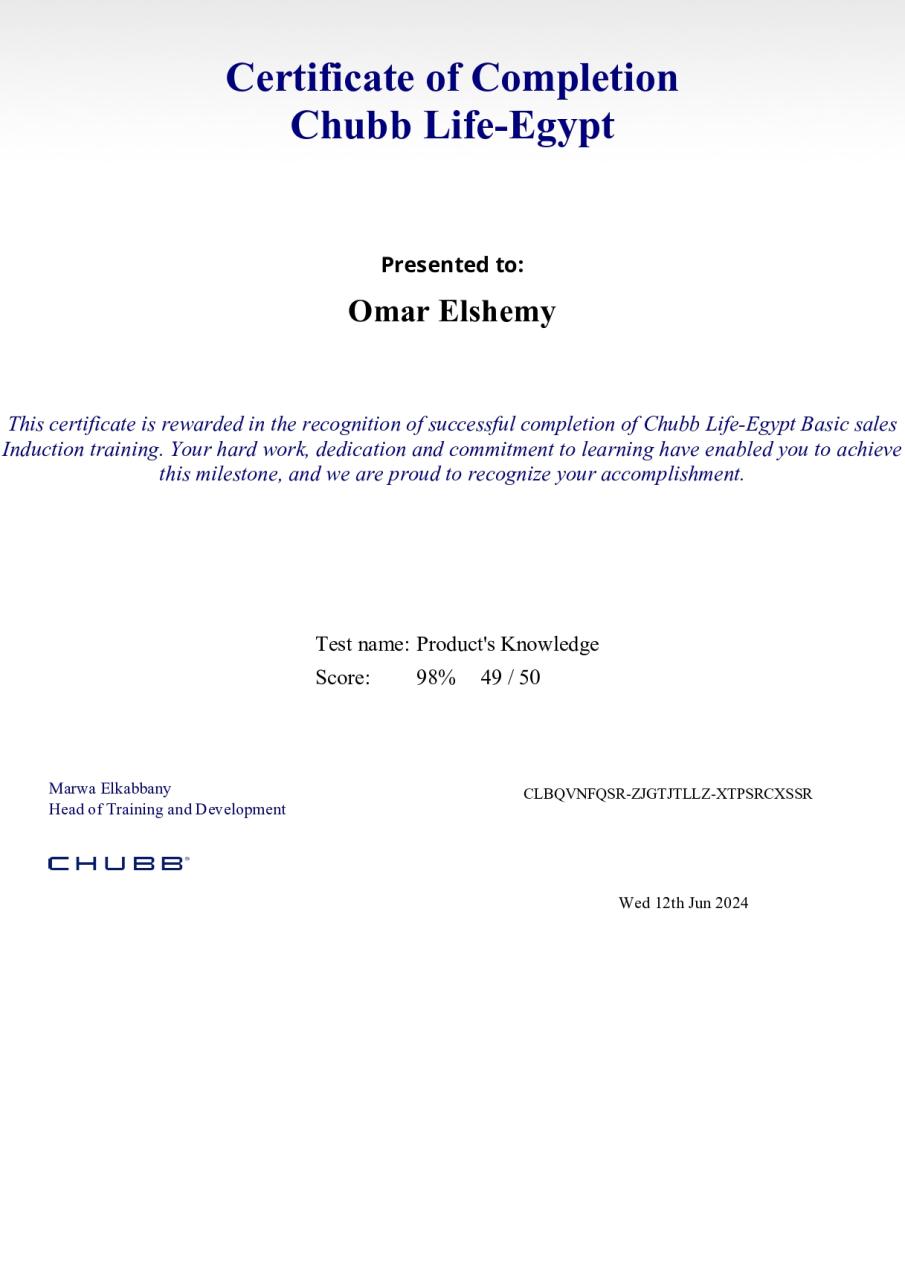 Certificate of Completion
Chubb Life-Egypt
Presented to:
Omar Elshemy
This certificate is rewarded in the recognition of successful completion of Chubb Life-Egypt Basic sales
Induction training. Your hard work, dedication and commitment to learning have enabled you to achieve
this milestone, and we are proud to recognize your accomplishment.
Test name: Product's Knowledge
Score: 98% 49 / 50
Marwa Elkabbany
Head of Training and Development
CLBQVNFQSR-ZJGTJTLLZ-XTPSRCXSSR
CHUBB®
Wed 12th Jun 2024